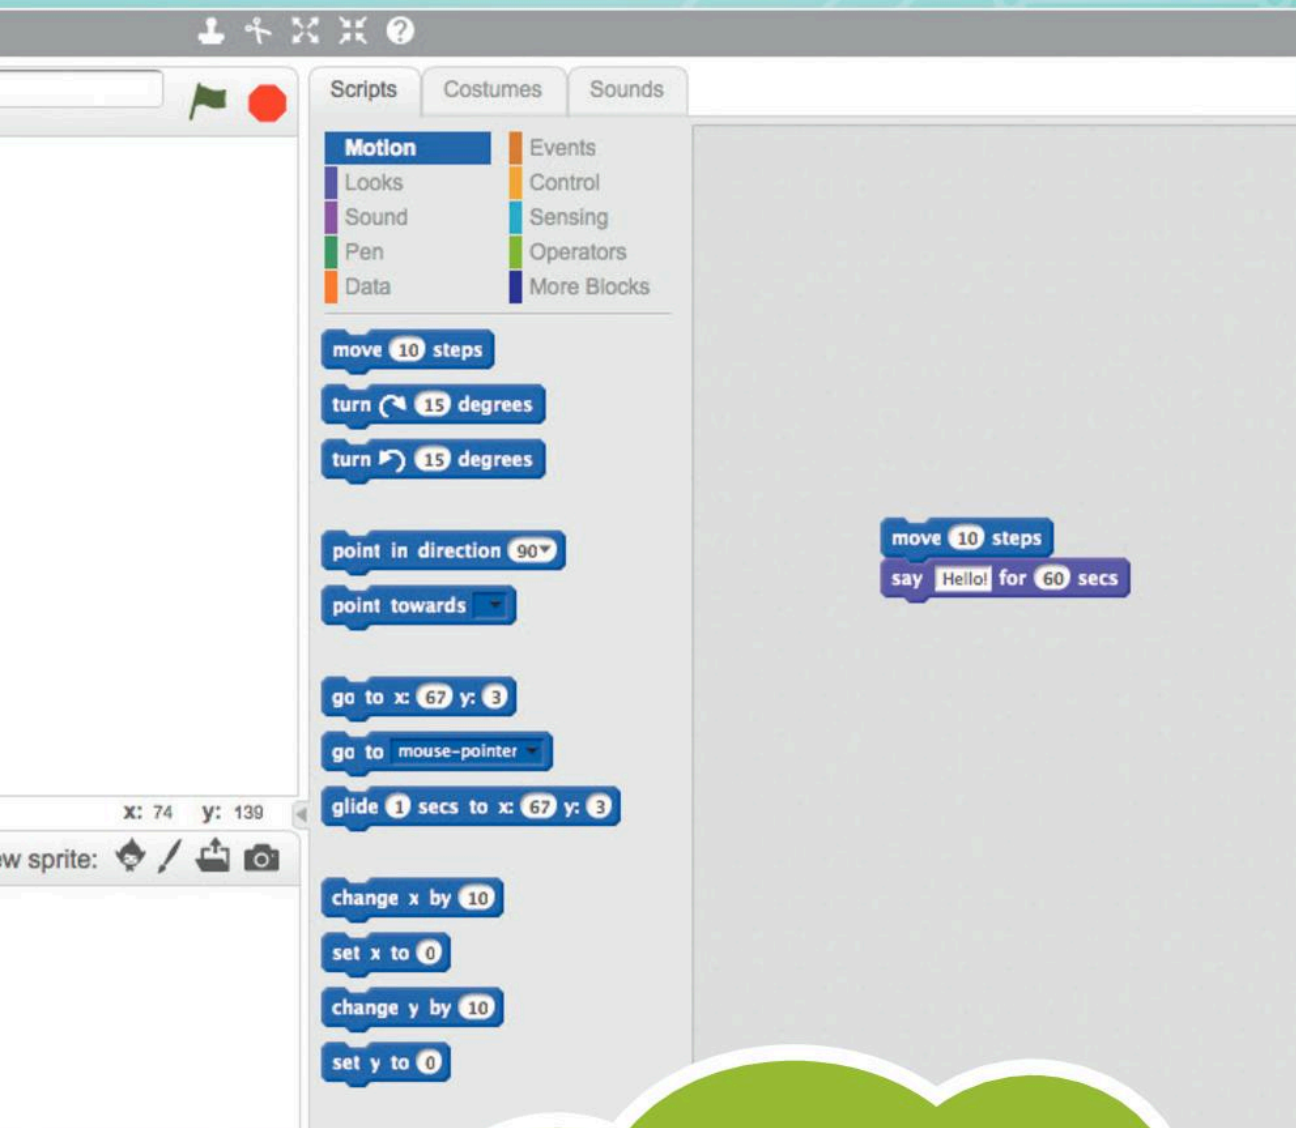 Scripts Costumes Sounds
Motion Events
Looks Control
Sound Sensing
Pen Operators
Data More Blocks
move 10 steps
turn 15 degrees
turn 15 degrees
point in direction 90
point towards
go to x: 67 y: 3
go to mouse-pointer
glide 1 secs to x: 67 y: 3
change x by 10
set x to 0
change y by 10
set y to 0
move 10 steps
say Hello! for 60 secs
x: 74 y: 139
sprite: